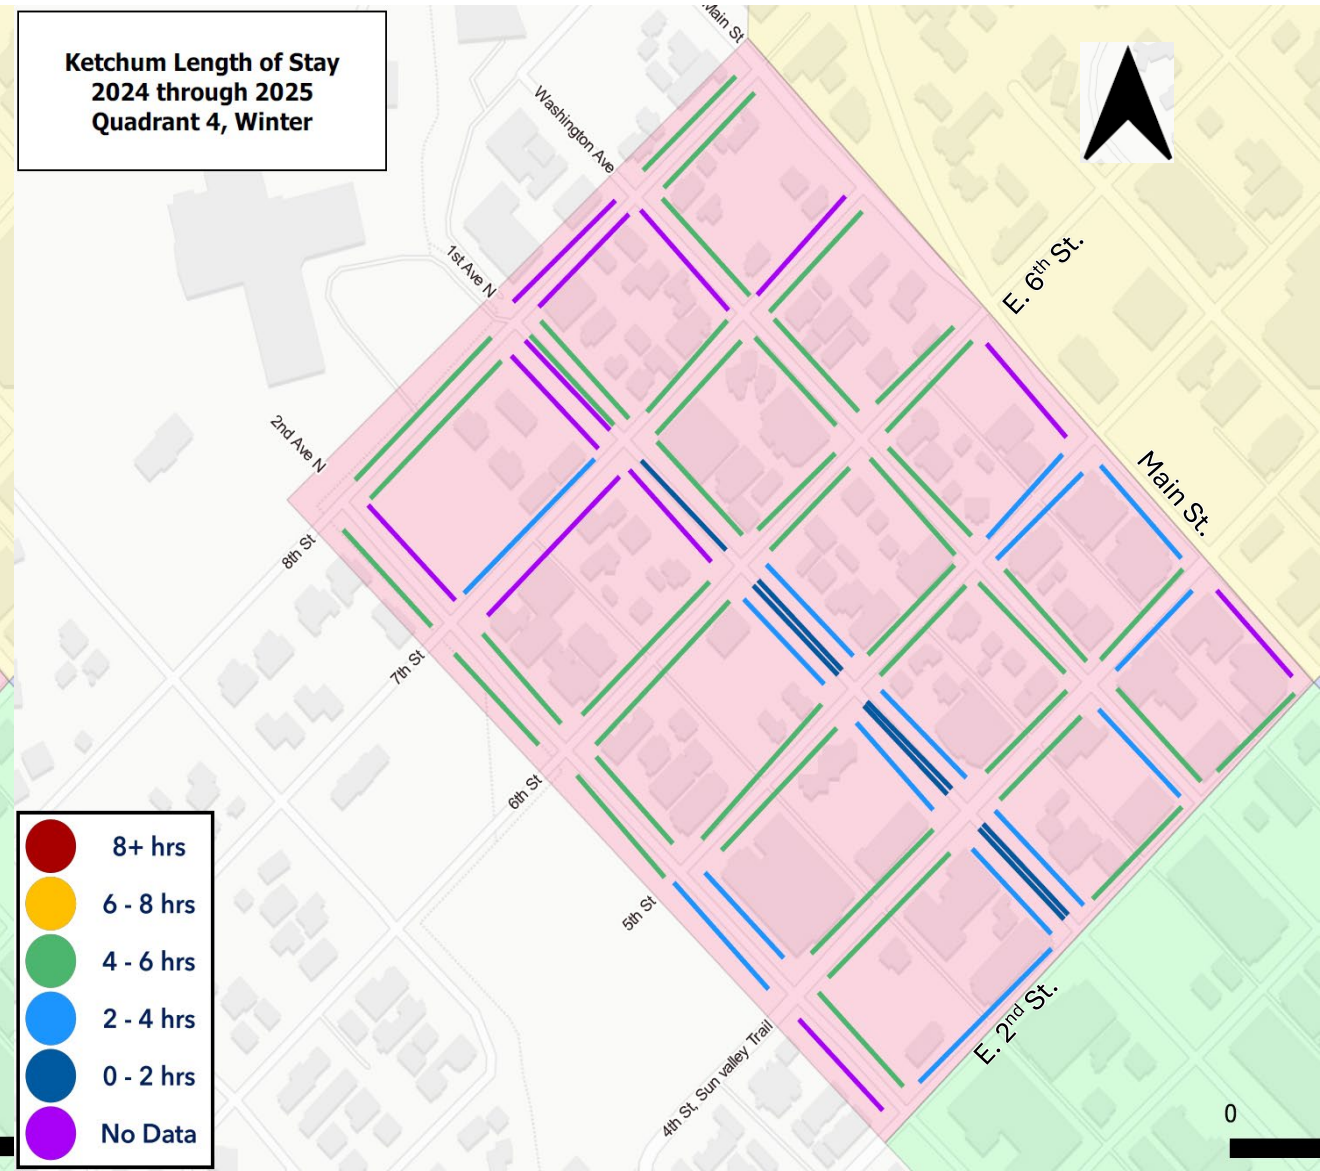 Ketchum Length of Stay
2024 through 2025
Quadrant 4, Winter
Main St
Washington Ave
1st Ave N
2nd Ave N
E. 6th St.
Main St.
8th St
7th St
6th St
5th St
4th St, Sun valley Trail
E. 2nd St.
8+ hrs
6 - 8 hrs
4 - 6 hrs
2 - 4 hrs
0 - 2 hrs
No Data
0